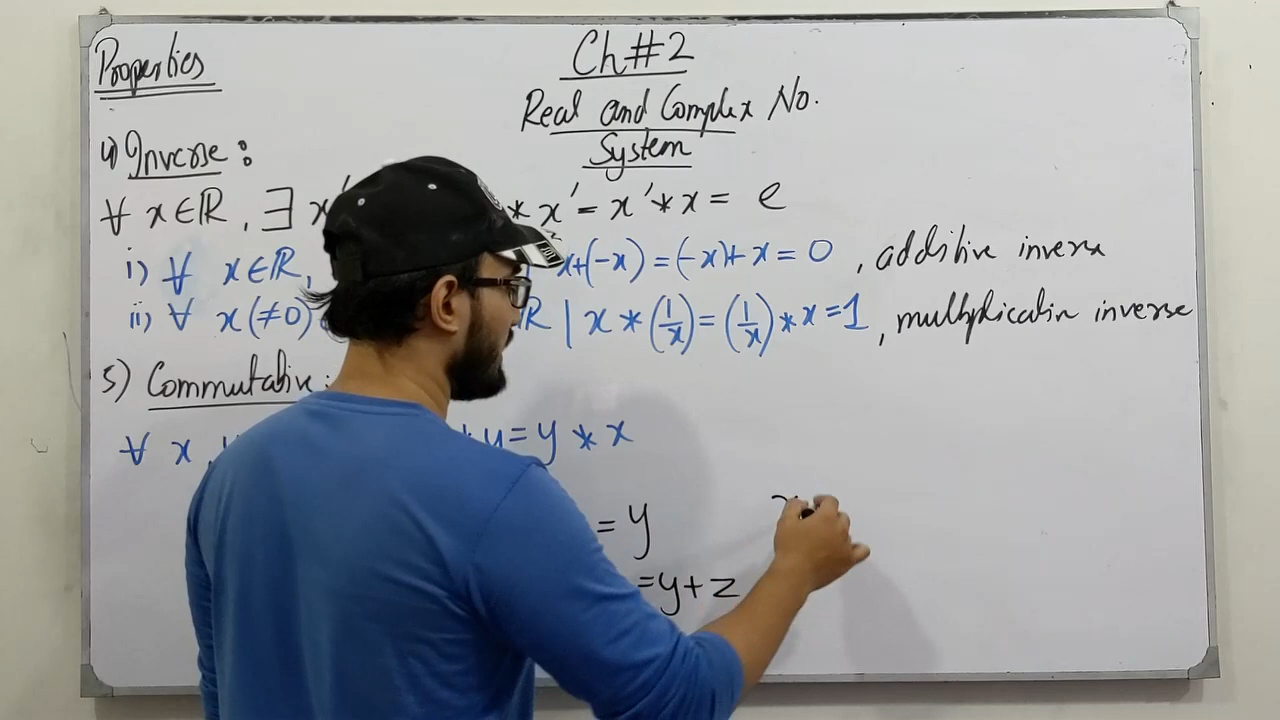 Properties
Ch#2
Real and Complex No.
System
4) Inverse:
∀ x∈ℝ, ∃ x' * x' = x' * x = e
i) ∀ x∈ℝ, x+(-x) = (-x)+x = 0, additive inverse
ii) ∀ x(≠0) ℝ | x * (1/x) = (1/x) * x = 1, multiplicative inverse
5) Commutative:
∀ x, y = y * x
= y
= y + z